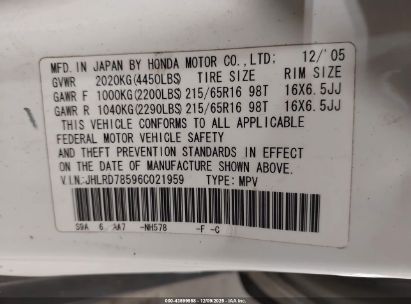 MFD. IN JAPAN BY HONDA MOTOR CO.,LTD; 12/'05
GVWR 2020KG(4450LBS) TIRE SIZE RIM SIZE
GAWR F 1000KG(2200LBS) 215/65R16 98T 16X6.5JJ
GAWR R 1040KG(2290LBS) 215/65R16 98T 16X6.5JJ
THIS VEHICLE CONFORMS TO ALL APPLICABLE
FEDERAL MOTOR VEHICLE SAFETY
AND THEFT PREVENTION STANDARDS IN EFFECT
ON THE DATE OF MANUFACTURE SHOWN ABOVE.
V.I.N.:JHLRD78596C021959 TYPE: MPV
S9A 6 -NH578 -F -C